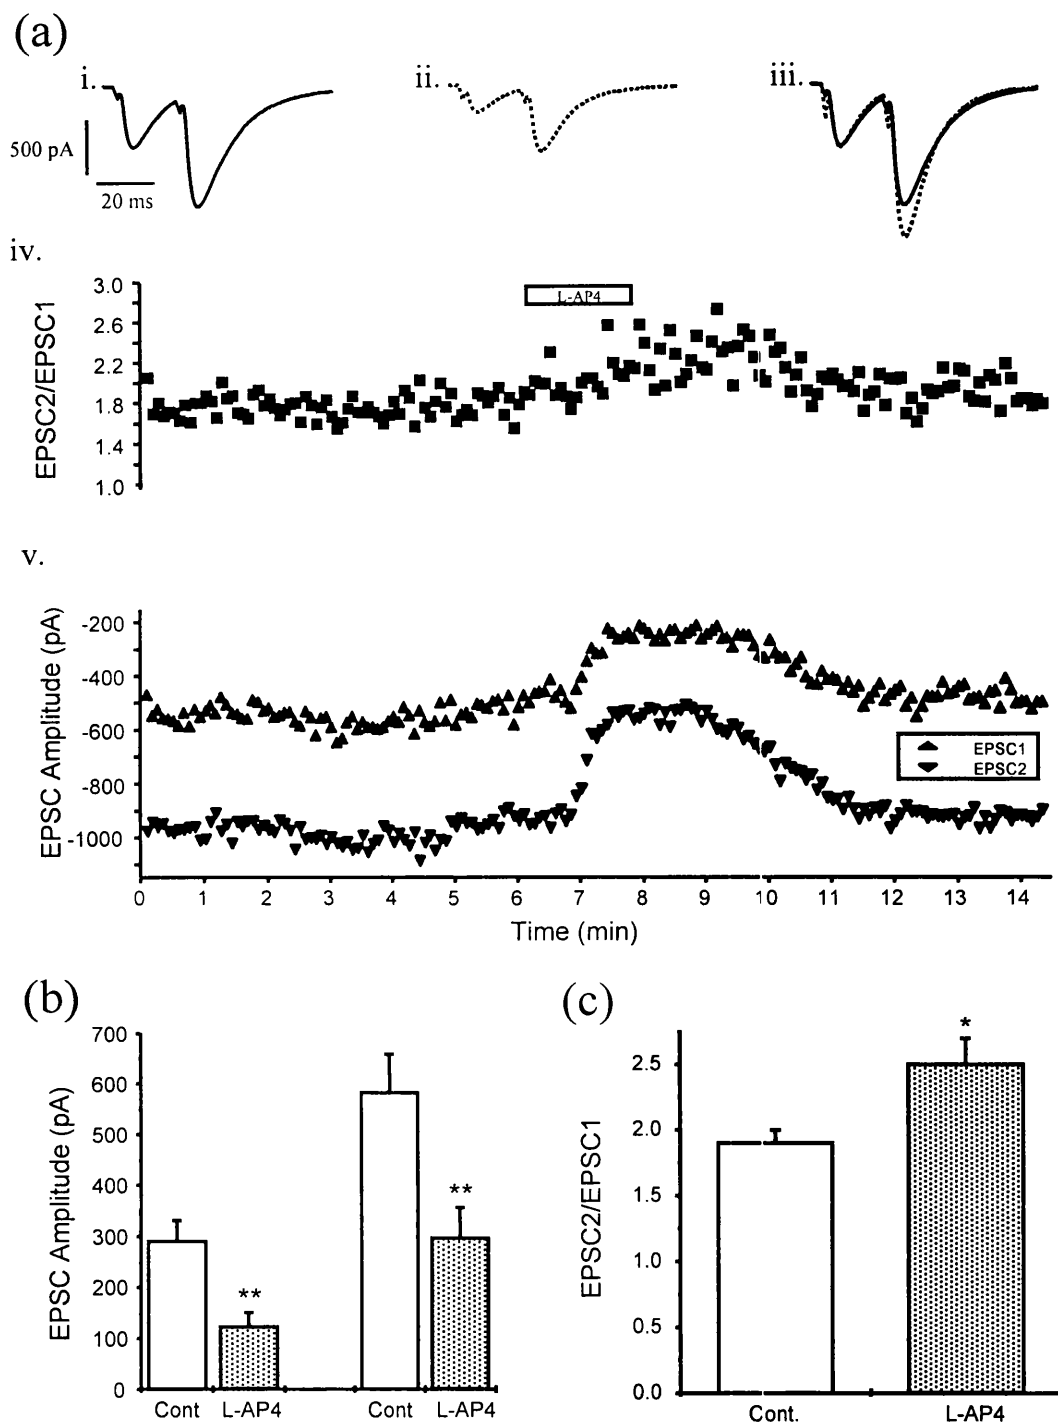 (a)
i.
ii.
iii.
500 pA
20 ms
iv.
EPSC2/EPSC1
3.0
2.6
2.2
1.8
1.4
1.0
L-AP4
v.
EPSC Amplitude (pA)
-200
-400
-600
-800
-1000
EPSC1
EPSC2
0 1 2 3 4 5 6 7 8 9 10 11 12 13 14
Time (min)
(b)
EPSC Amplitude (pA)
700
600
500
400
300
200
100
0
**
**
Cont L-AP4 Cont L-AP4
(c)
EPSC2/EPSC1
2.5
2.0
1.5
1.0
0.5
0.0
*
Cont. L-AP4